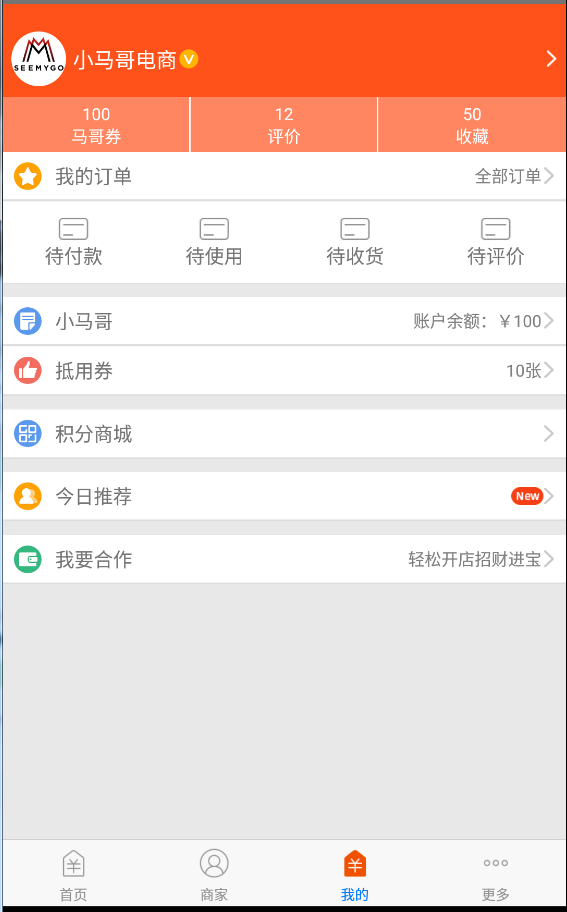 SEEMYGO
小马哥电商 V
100
马哥券
12
评价
50
收藏
我的订单 全部订单
待付款 待使用 待收货 待评价
小马哥 账户余额：￥100
抵用券 10张
积分商城
今日推荐 New
我要合作 轻松开店招财进宝
首页 商家 我的 更多